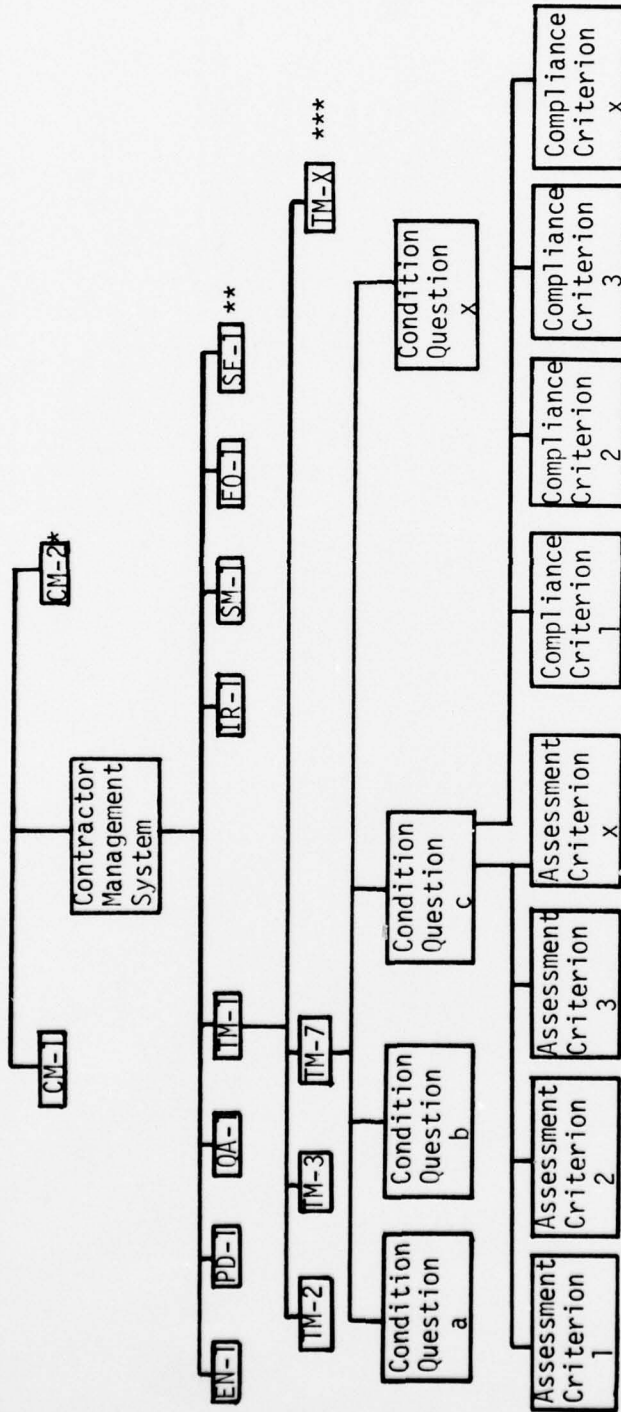 CM-1
CM-2*
Contractor
Management
System
EN-1
PD-1
QA-1
TM-1
IR-1
SM-1
FO-1
SF-1 **
TM-2
TM-3
TM-7
TM-X ***
Condition
Question
a
Condition
Question
b
Condition
Question
c
Condition
Question
x
Assessment
Criterion
1
Assessment
Criterion
2
Assessment
Criterion
3
Assessment
Criterion
x
Compliance
Criterion
1
Compliance
Criterion
2
Compliance
Criterion
3
Compliance
Criterion
x